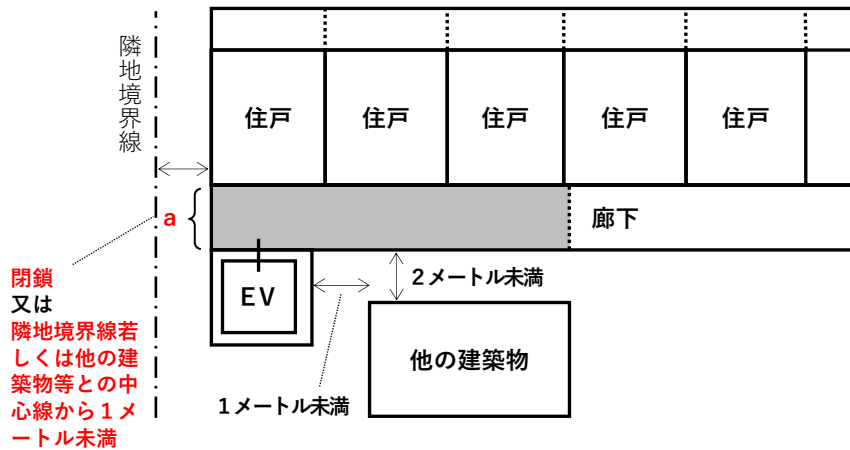 隣地境界線
住戸
住戸
住戸
住戸
住戸
a
廊下
閉鎖
又は
隣地境界線若
しくは他の建
築物等との中
心線から１メ
ートル未満
EV
２メートル未満
他の建築物
１メートル未満